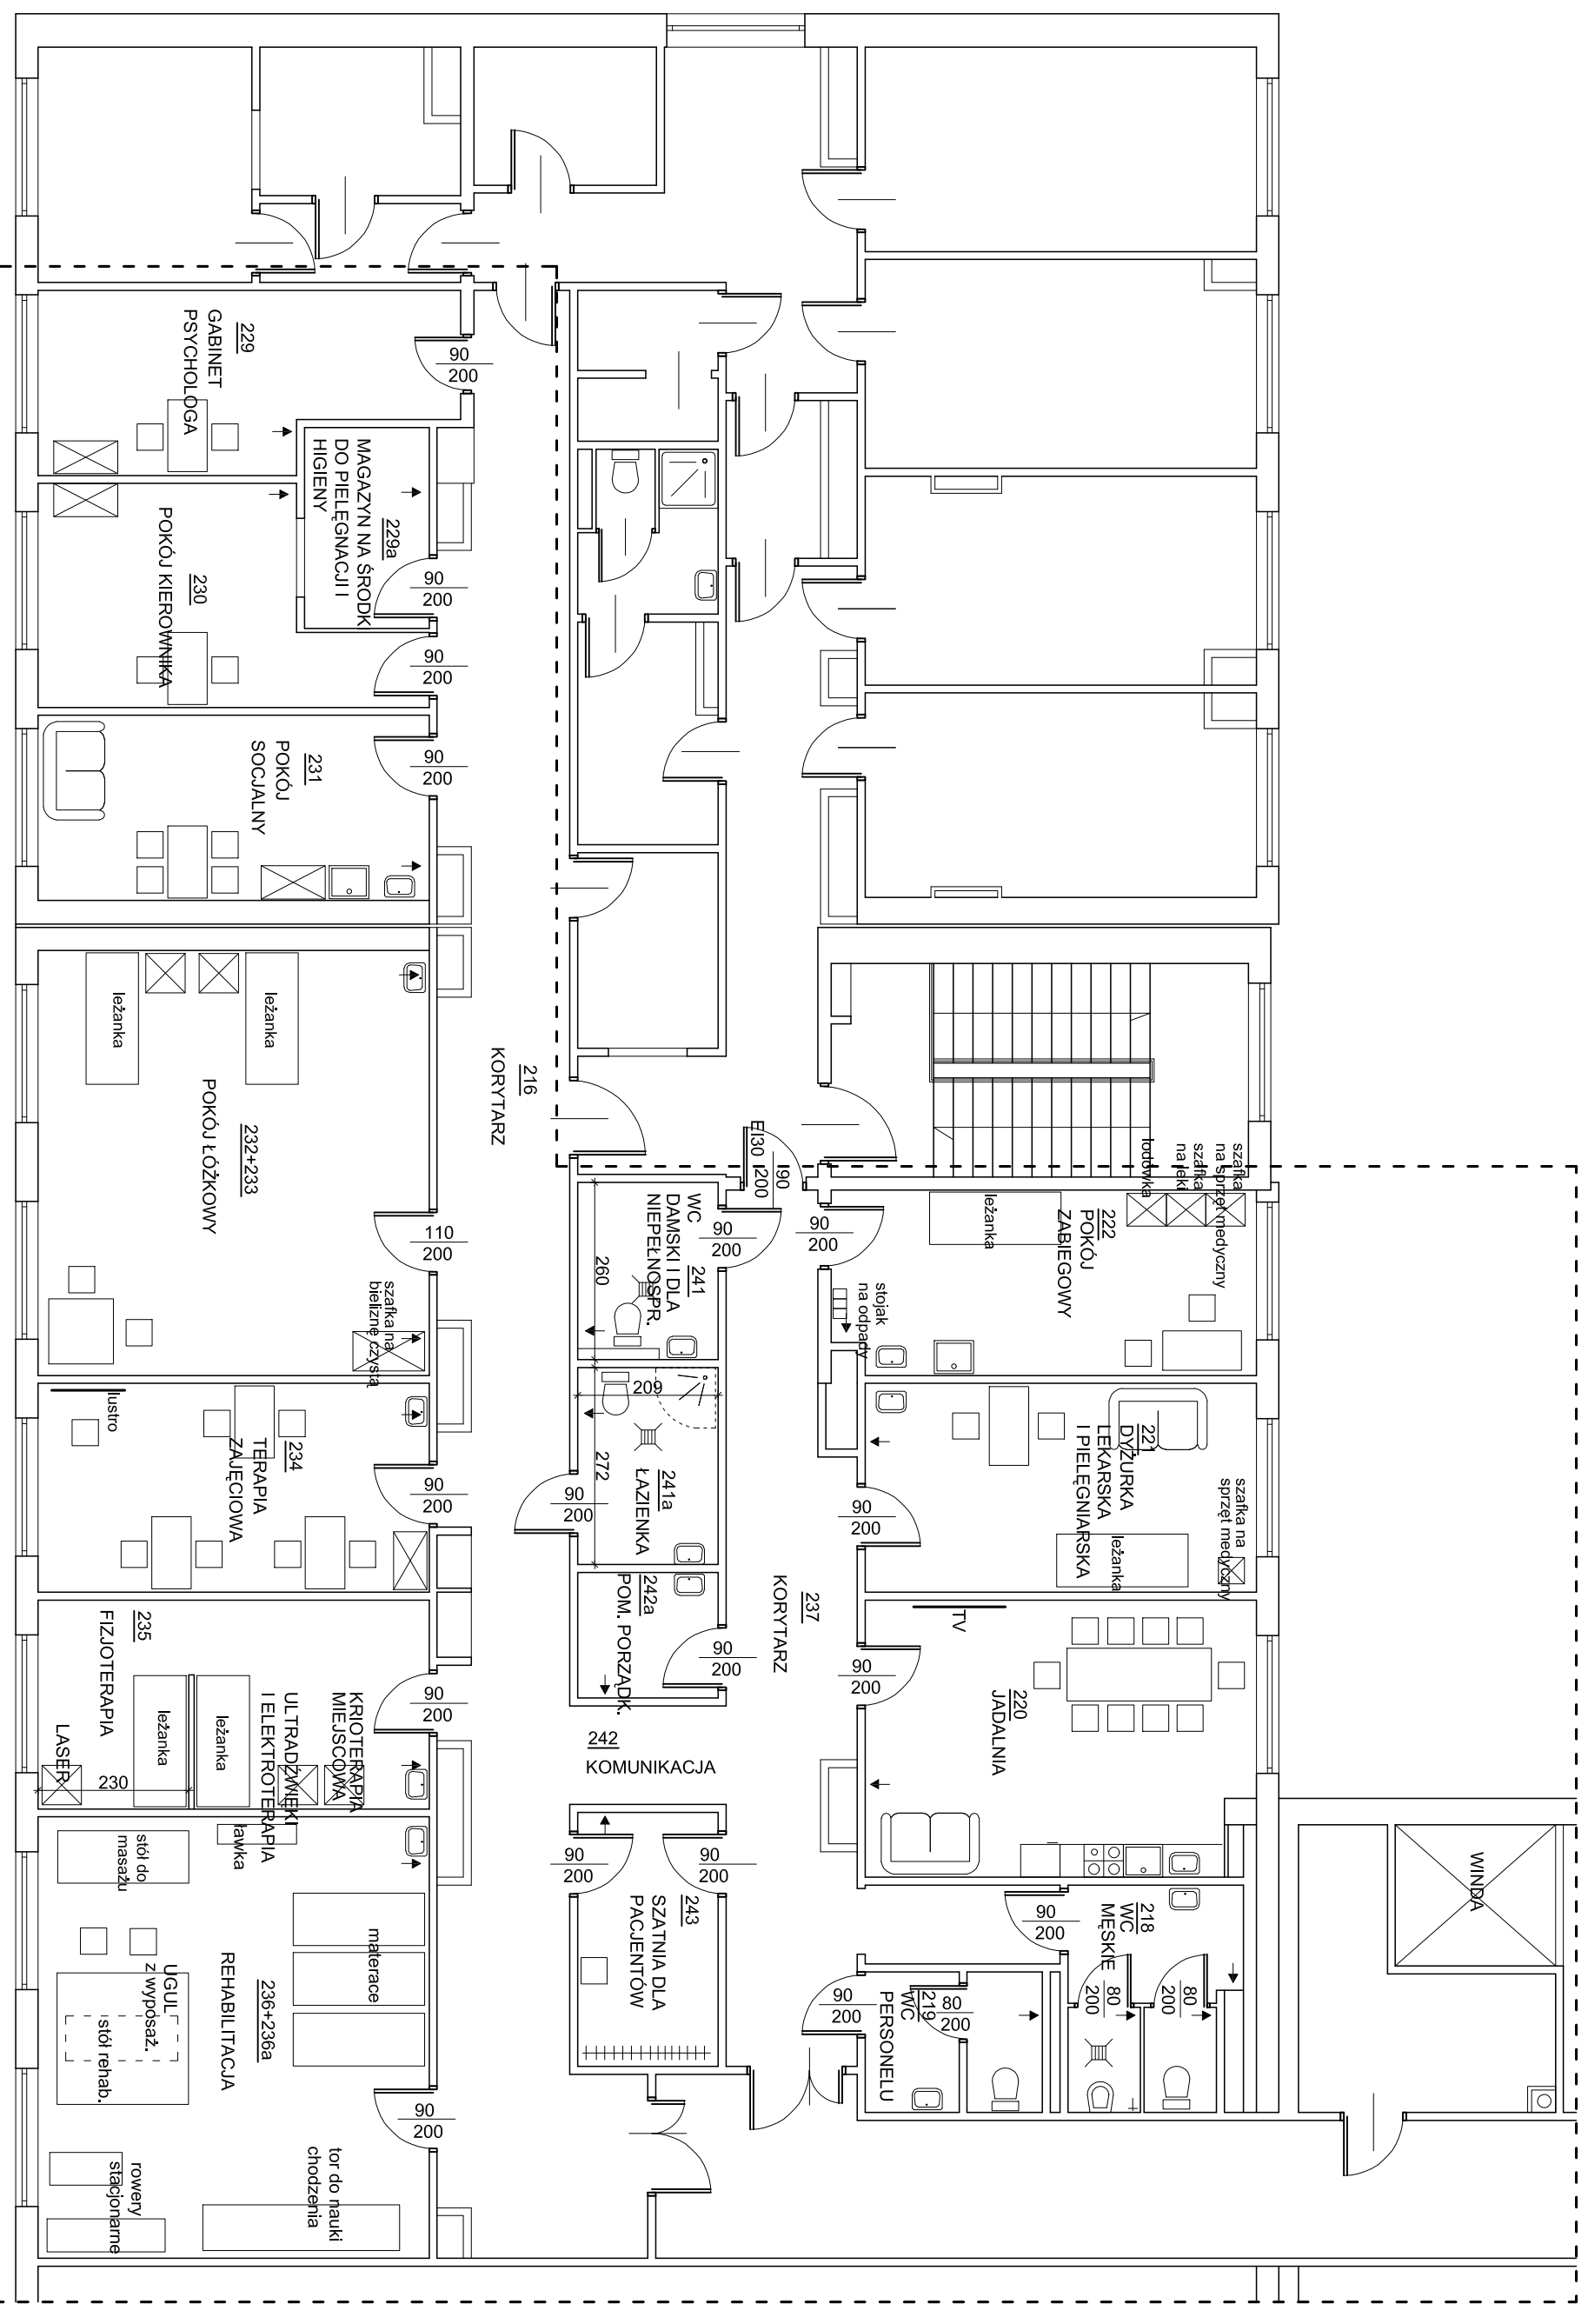 229
GABINET
PSYCHOLOGA
90
200
229a
MAGAZYN NA ŚRODKI
DO PIELĘGNACJI I
HIGIENY
90
200
230
POKÓJ KIEROWNIKA
90
200
231
POKÓJ
SOCJALNY
90
200
216
KORYTARZ
232+233
POKÓJ ŁÓŻKOWY
leżanka
leżanka
110
200
szafka na
bieliznę czystą
234
TERAPIA
ZAJĘCIOWA
lustro
90
200
235
FIZJOTERAPIA
KRIOTERAPIA
MIEJSCOWA
ULTRADŹWIĘKI
I ELEKTROTERAPIA
leżanka
leżanka
LASER
230
90
200
236+236a
REHABILITACJA
ławka
stół do
masażu
materace
UGUL
z wyposaż.
stół rehab.
rowery
stacjonarne
tor do nauki
chodzenia
90
200
EI30
90
200
241
WC
DAMSKI I DLA
NIEPEŁNOSPR.
260
90
200
241a
ŁAZIENKA
209
272
90
200
242a
POM. PORZĄDK.
90
200
242
KOMUNIKACJA
243
SZATNIA DLA
PACJENTÓW
90
200
90
200
237
KORYTARZ
222
POKÓJ
ZABIEGOWY
leżanka
szafka
na sprzęt medyczny
szafka
na leki
lodówka
stojak
na odpady
90
200
221
DYŻURKA
LEKARSKA
I PIELĘGNIARSKA
leżanka
szafka na
sprzęt medyczny
90
200
220
JADALNIA
TV
90
200
218
WC
MĘSKIE
90
200
80
200
80
200
219
WC
PERSONELU
90
200
80
200
WINDA